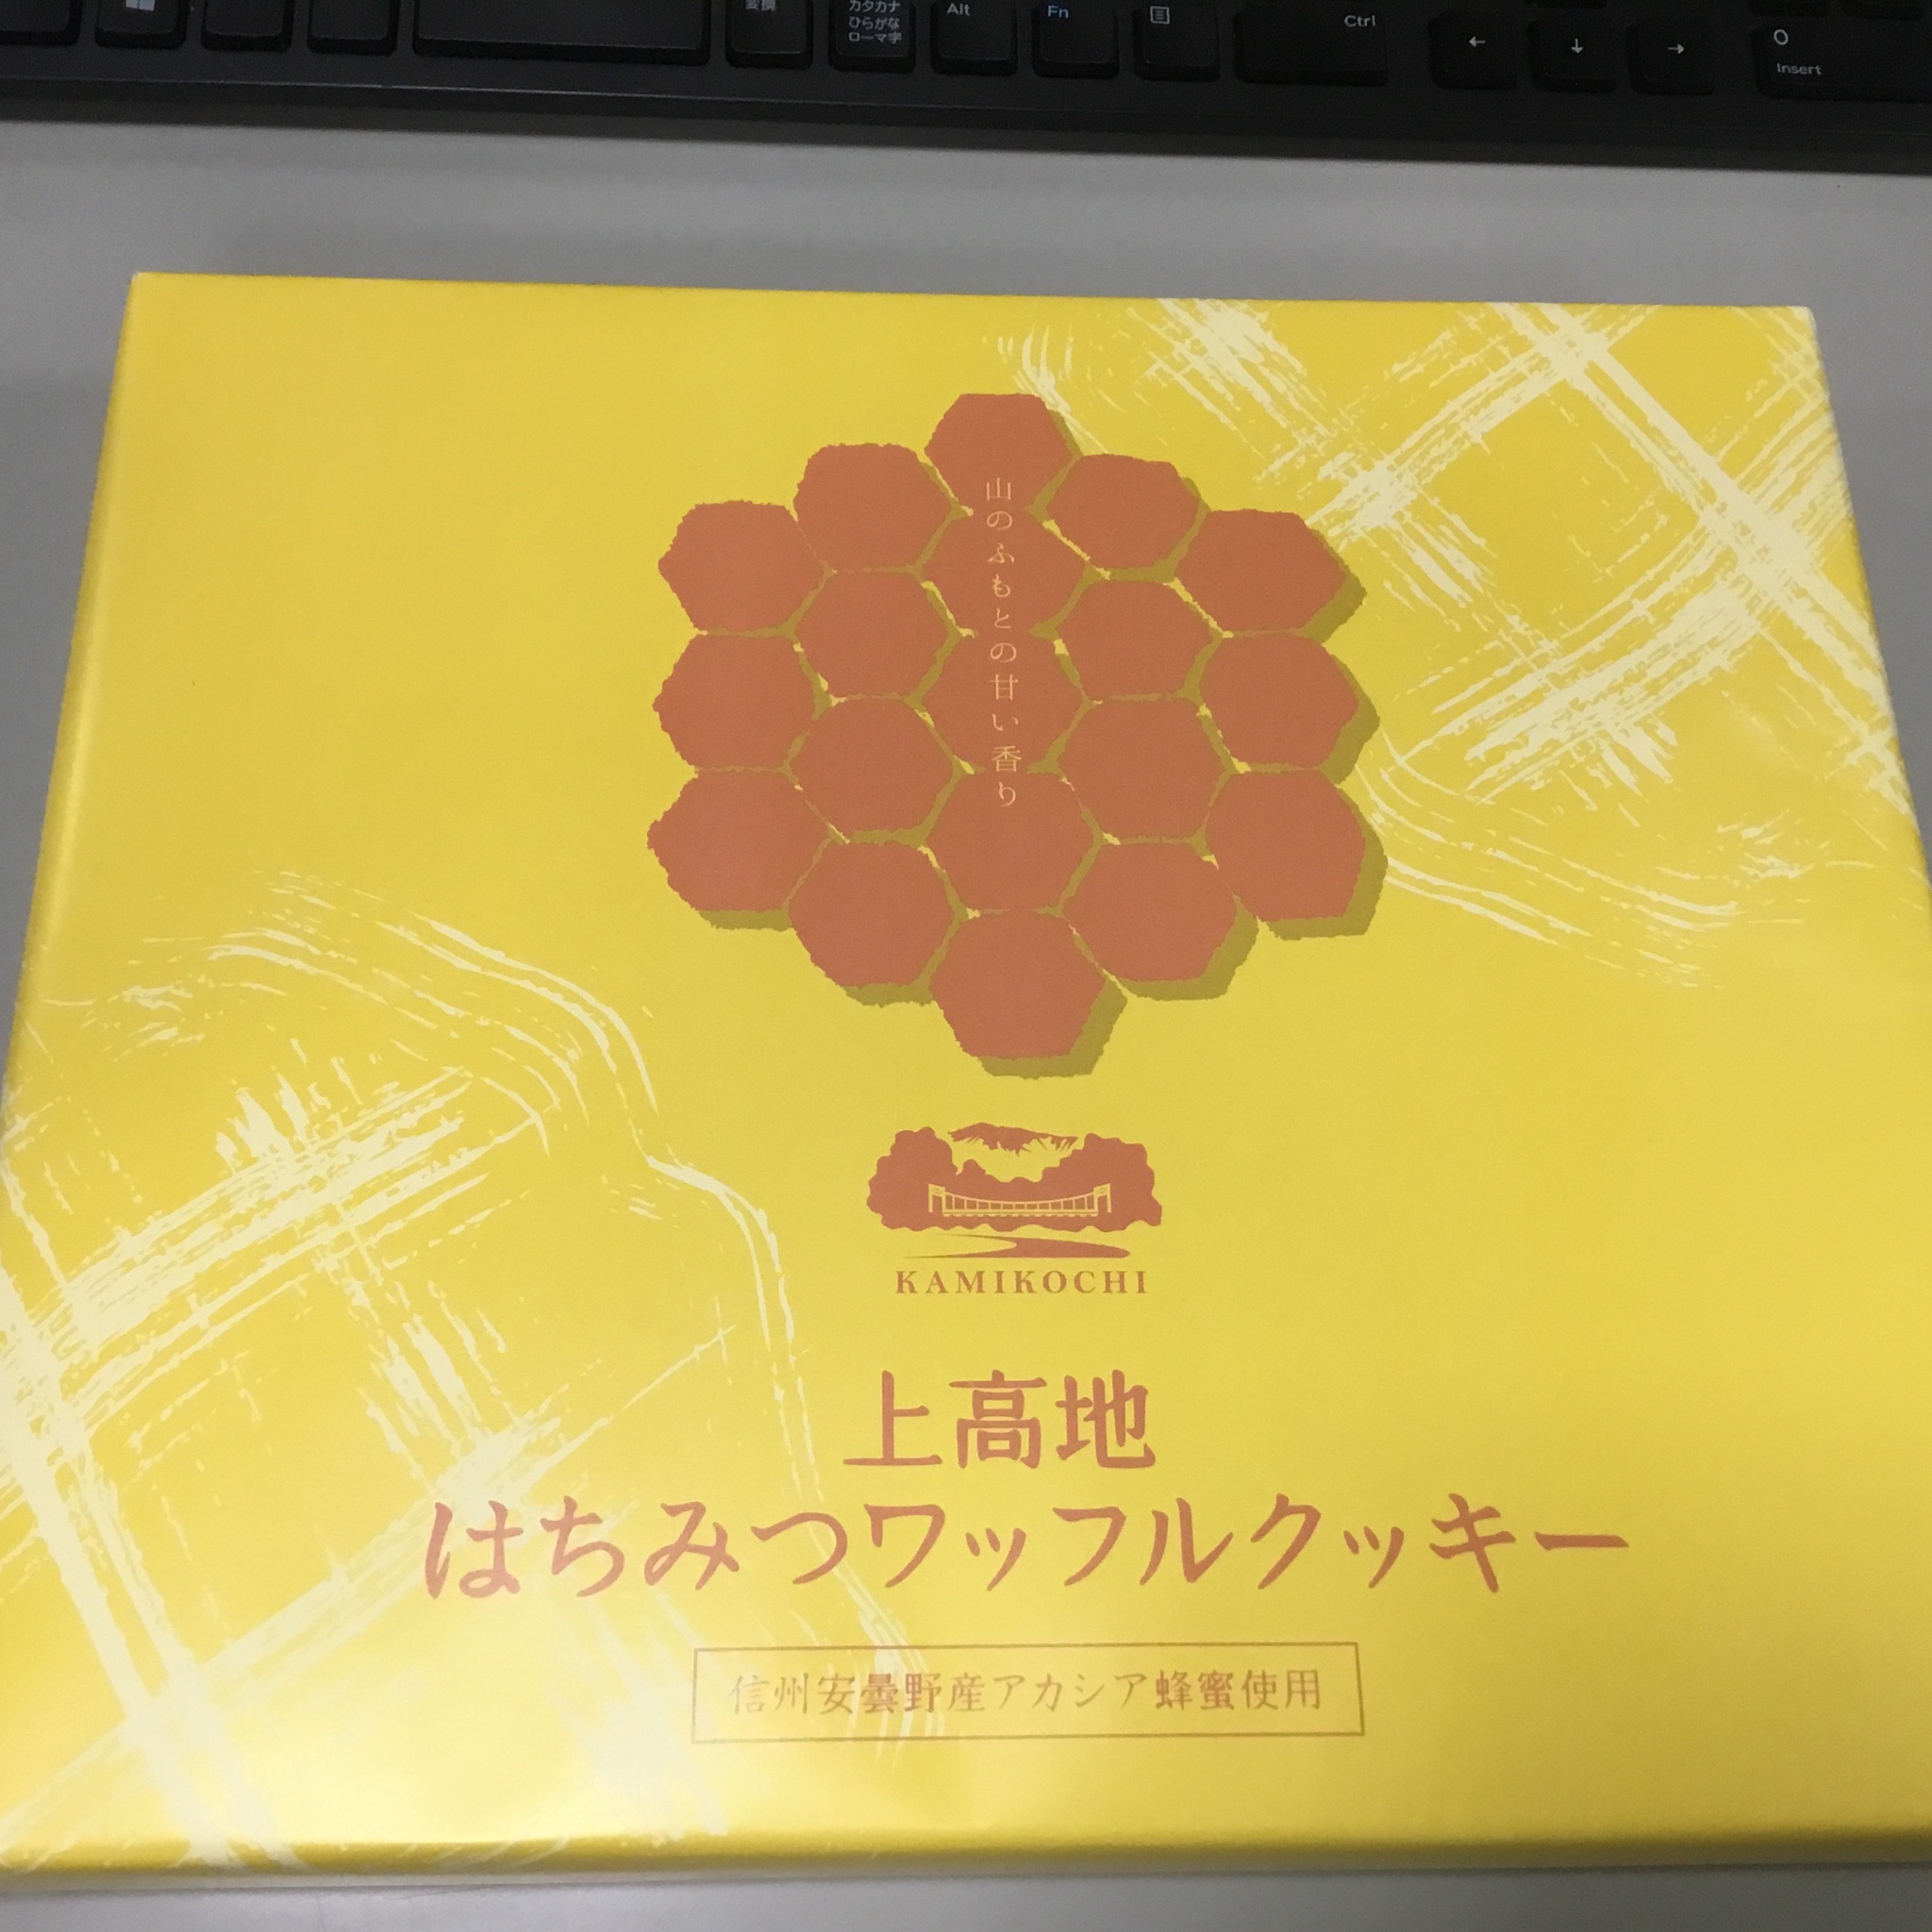 変換
カタカナ
ひらがな
ローマ字
Alt
Fn
Ctrl
←
↓
→
0
Insert
山のふもとの甘い香り
KAMIKOCHI
上高地
はちみつワッフルクッキー
信州安曇野産アカシア蜂蜜使用